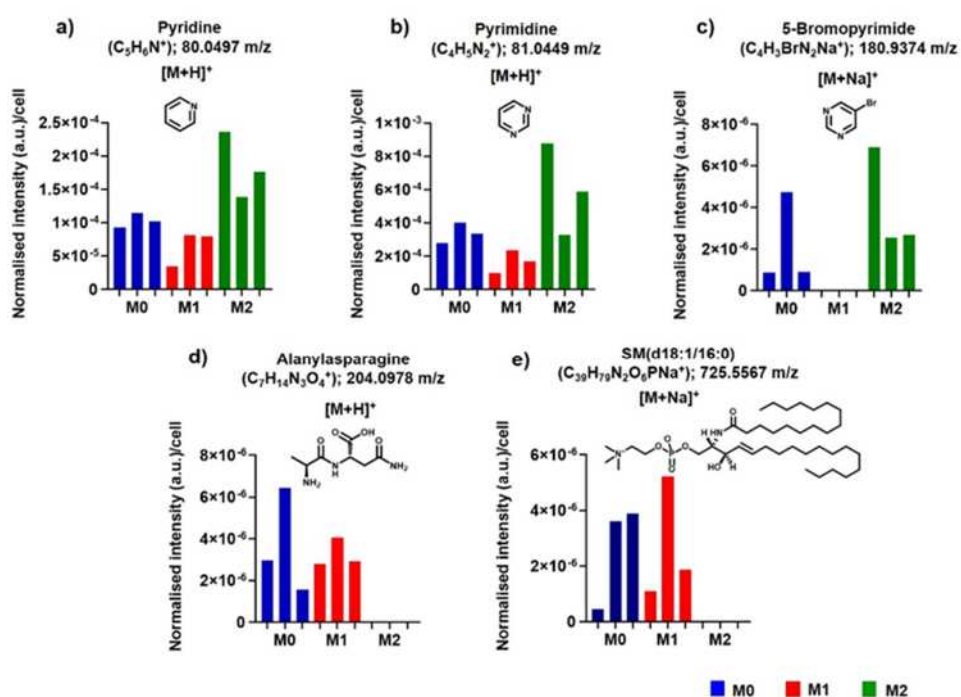 a)
Pyridine
(C₅H₆N⁺); 80.0497 m/z
[M+H]⁺
N
Normalised intensity (a.u.)/cell
2.5×10⁻⁴
2×10⁻⁴
1.5×10⁻⁴
1×10⁻⁴
5×10⁻⁵
0
M0 M1 M2
b)
Pyrimidine
(C₄H₅N₂⁺); 81.0449 m/z
[M+H]⁺
N
N
Normalised intensity (a.u.)/cell
1×10⁻³
8×10⁻⁴
6×10⁻⁴
4×10⁻⁴
2×10⁻⁴
0
M0 M1 M2
c)
5-Bromopyrimide
(C₄H₃BrN₂Na⁺); 180.9374 m/z
[M+Na]⁺
Br
N
N
Normalised intensity (a.u.)/cell
8×10⁻⁶
6×10⁻⁶
4×10⁻⁶
2×10⁻⁶
0
M0 M1 M2
d)
Alanylasparagine
(C₇H₁₄N₃O₄⁺); 204.0978 m/z
[M+H]⁺
O OH
O
N
H
NH₂
O
NH₂
Normalised intensity (a.u.)/cell
8×10⁻⁶
6×10⁻⁶
4×10⁻⁶
2×10⁻⁶
0
M0 M1 M2
e)
SM(d18:1/16:0)
(C₃₉H₇₉N₂O₆PNa⁺); 725.5567 m/z
[M+Na]⁺
O
NH
O O
P
O
O
N
HO H
Normalised intensity (a.u.)/cell
6×10⁻⁶
4×10⁻⁶
2×10⁻⁶
0
M0 M1 M2
M0 M1 M2